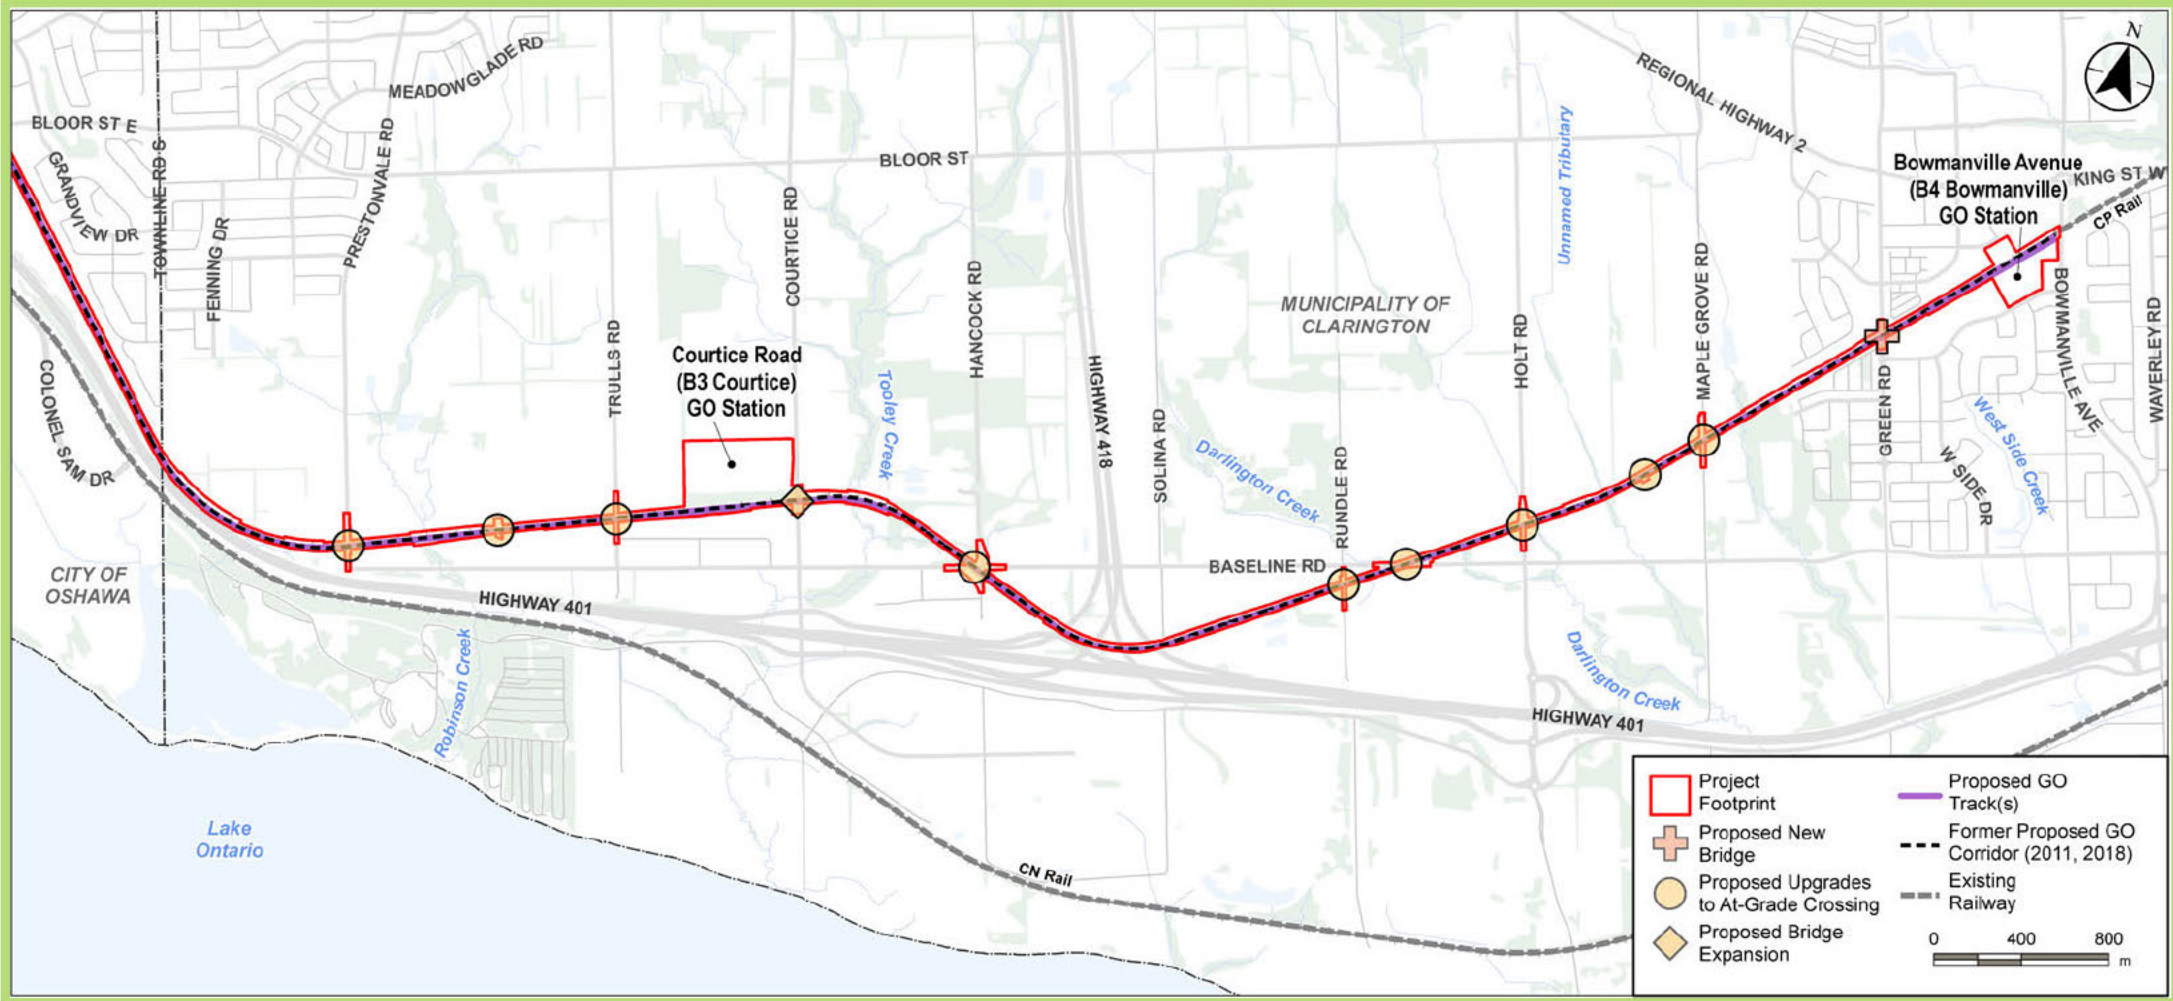 N
MEADOWGLADE RD
BLOOR ST E
GRANDVIEW DR
TOWNLINE RD S
FENNING DR
PRESTONVALE RD
COLONEL SAM DR
CITY OF
OSHAWA
TRULLS RD
Courtice Road
(B3 Courtice)
GO Station
COURTICE RD
BLOOR ST
Tooley Creek
HANCOCK RD
HIGHWAY 418
SOLINA RD
Darlington Creek
RUNDLE RD
BASELINE RD
MUNICIPALITY OF
CLARINGTON
HOLT RD
Unnamed Tributary
REGIONAL HIGHWAY 2
MAPLE GROVE RD
Bowmanville Avenue
(B4 Bowmanville)
GO Station
KING ST W
CP Rail
GREEN RD
W SIDE DR
West Side Creek
BOWMANVILLE AVE
WAVERLEY RD
HIGHWAY 401
Robinson Creek
Darlington Creek
HIGHWAY 401
Lake
Ontario
CN Rail
Project
Footprint
Proposed New
Bridge
Proposed Upgrades
to At-Grade Crossing
Proposed Bridge
Expansion
Proposed GO
Track(s)
Former Proposed GO
Corridor (2011, 2018)
Existing
Railway
0 400 800
m